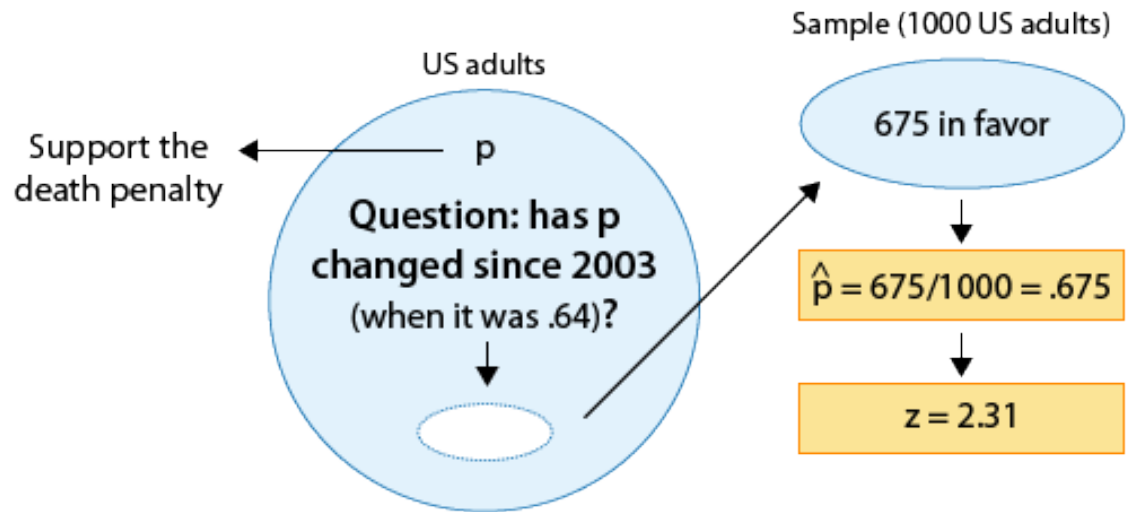 US adults
Support the
death penalty
p
Question: has p
changed since 2003
(when it was .64)?
Sample (1000 US adults)
675 in favor
p̂ = 675/1000 = .675
z = 2.31